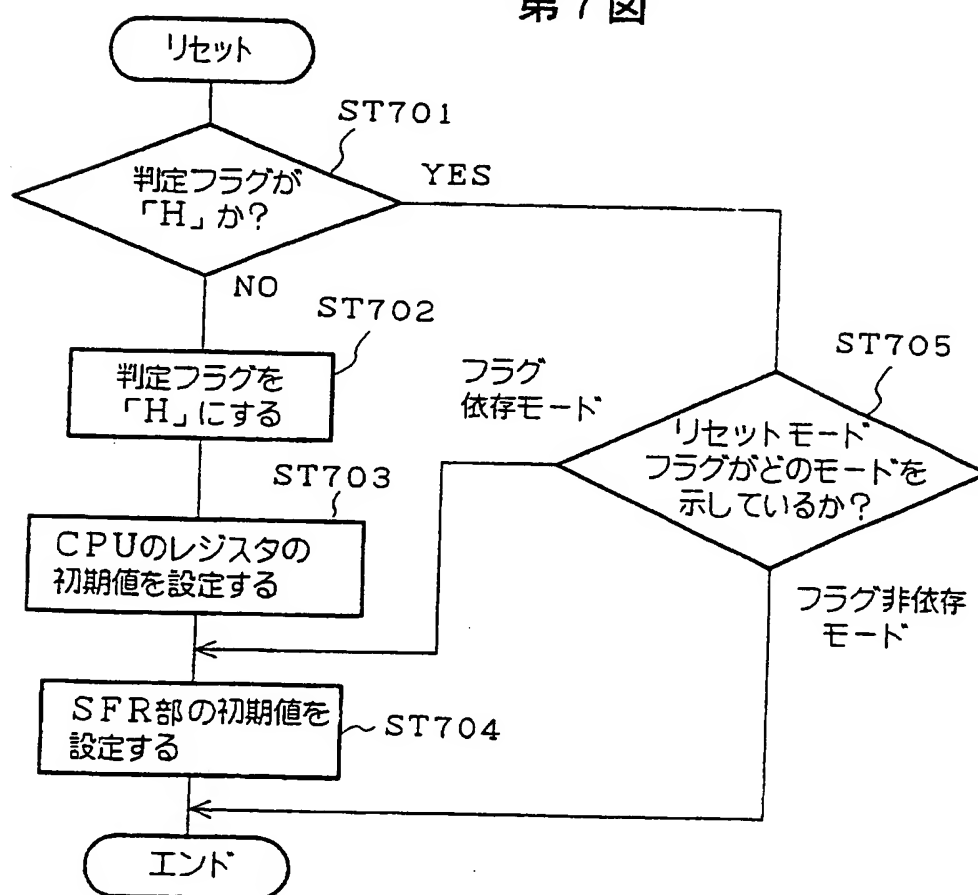 第7図
リセット
ST701
判定フラグが
「H」か?
YES
NO
ST702
判定フラグを
「H」にする
ST703
CPUのレジスタの
初期値を設定する
フラグ
依存モード
ST705
リセットモード
フラグがどのモードを
示しているか?
フラグ非依存
モード
SFR部の初期値を
設定する
ST704
エンド